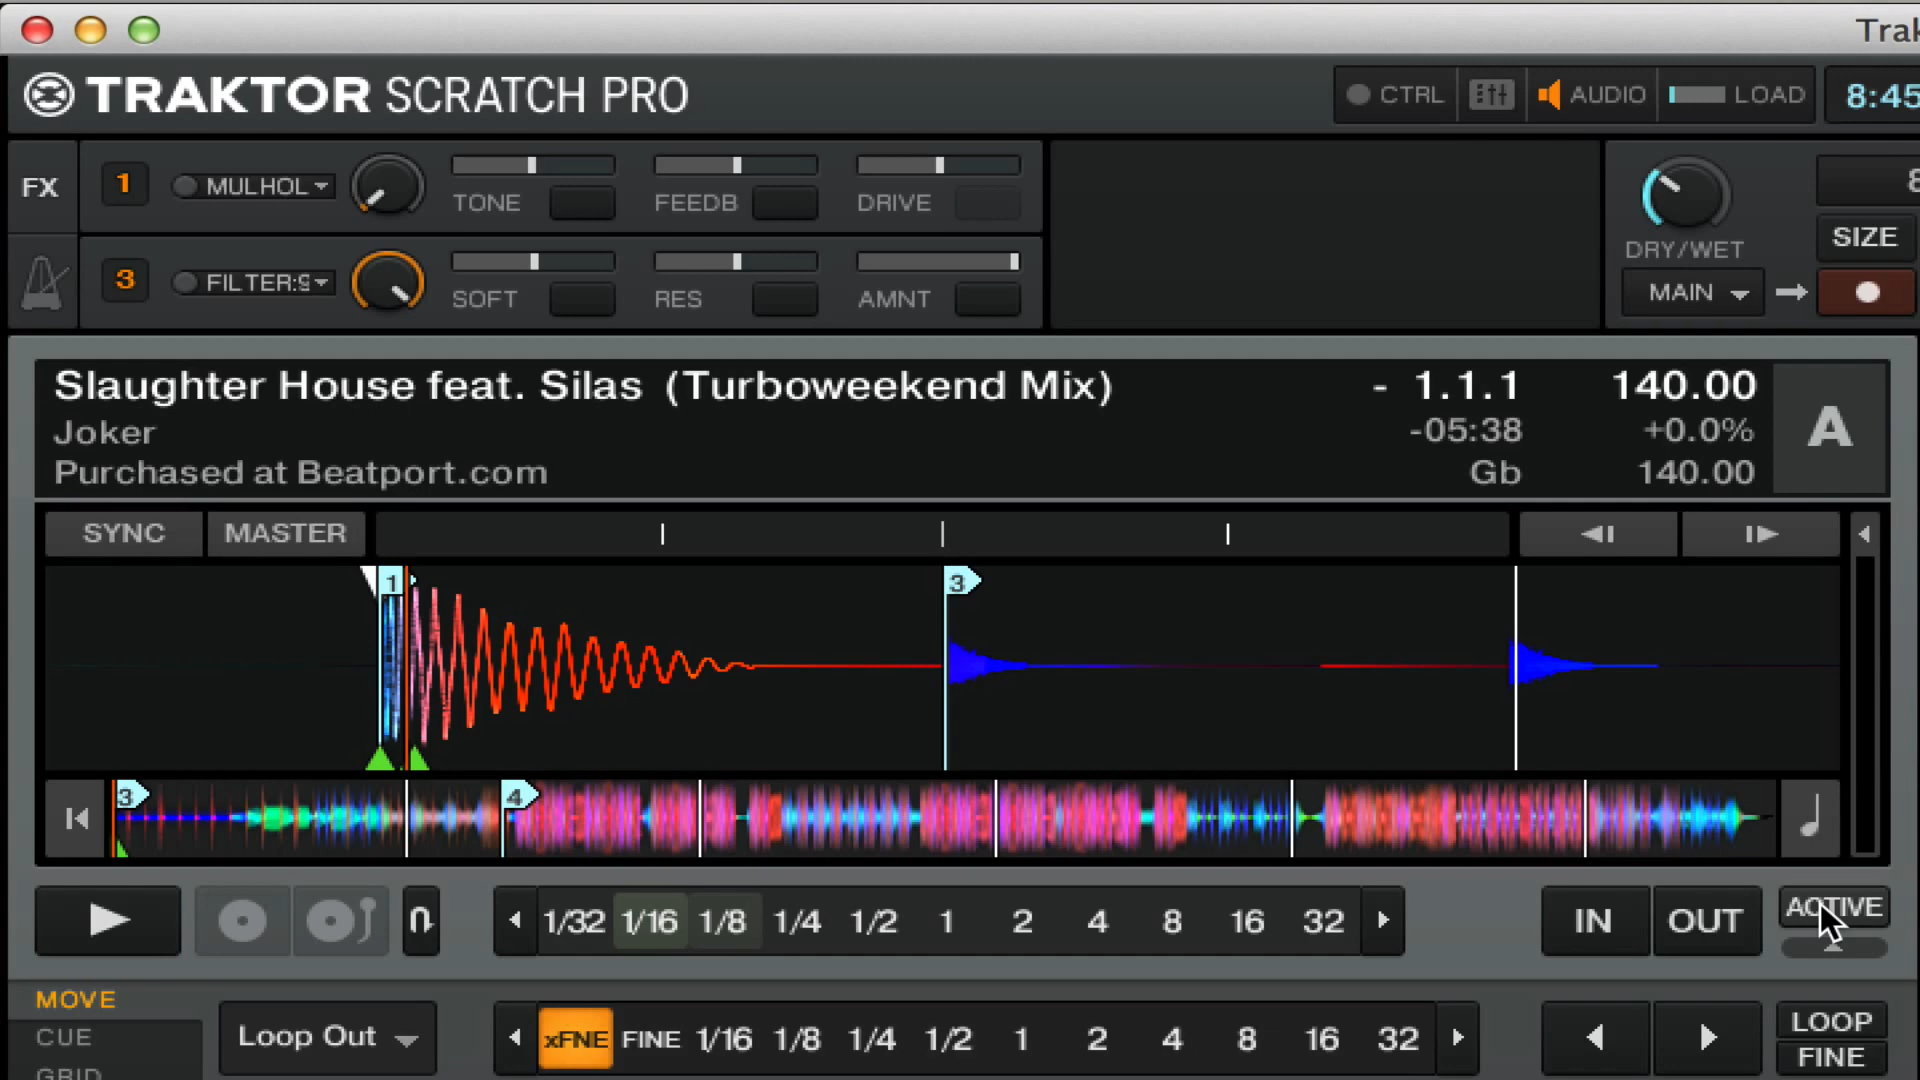 Trak
TRAKTOR SCRATCH PRO
CTRL AUDIO LOAD 8:45
FX 1 MULHOL TONE FEEDB DRIVE
DRY/WET SIZE
3 FILTER:S SOFT RES AMNT
MAIN
Slaughter House feat. Silas (Turboweekend Mix) - 1.1.1 140.00
Joker -05:38 +0.0% A
Purchased at Beatport.com Gb 140.00
SYNC MASTER
1 3
3 4
1/32 1/16 1/8 1/4 1/2 1 2 4 8 16 32 IN OUT ACTIVE
MOVE
CUE Loop Out xFNE FINE 1/16 1/8 1/4 1/2 1 2 4 8 16 32 LOOP
GRID FINE